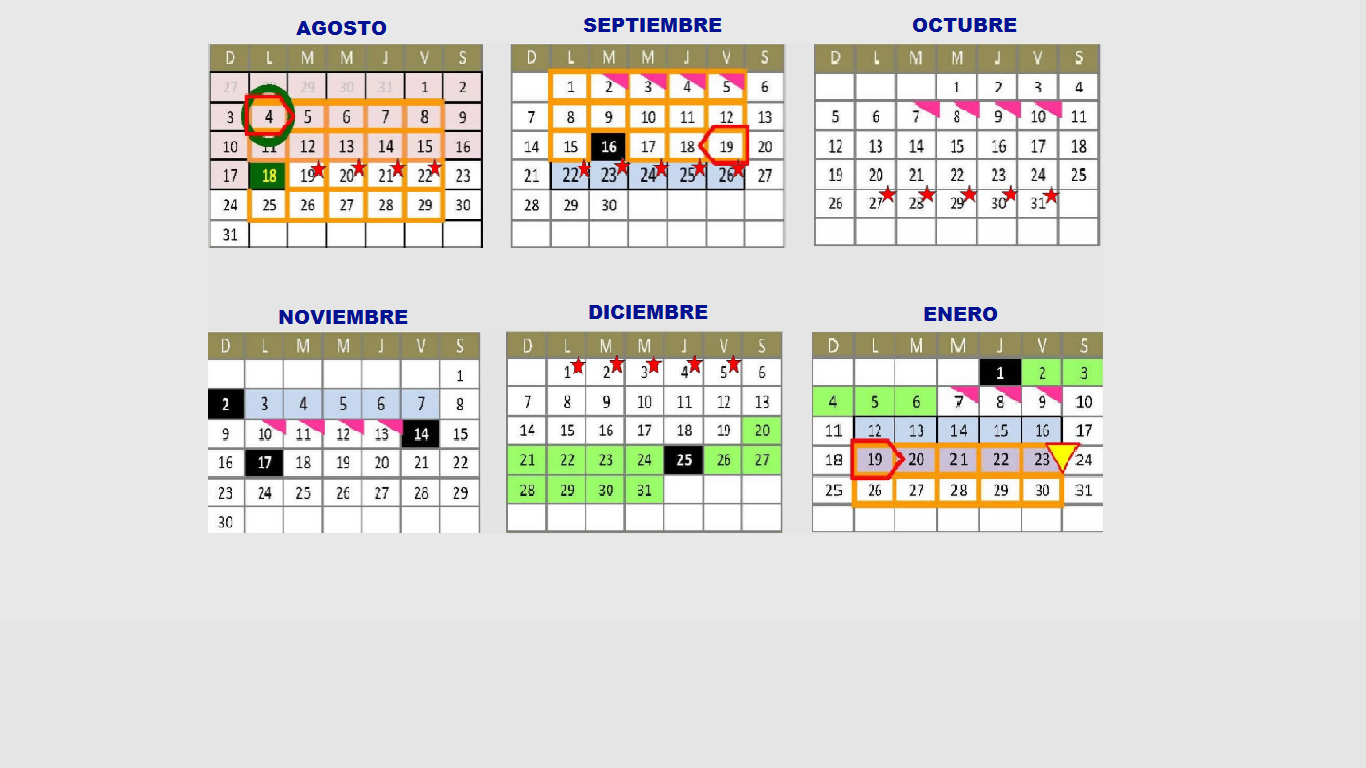 AGOSTO SEPTIEMBRE OCTUBRE
D L M M J V S
27 29 30 31 1 2
3 4 5 6 7 8 9
10 11 12 13 14 15 16
17 18 19 20 21 22 23
24 25 26 27 28 29 30
31
D L M M J V S
1 2 3 4 5 6
7 8 9 10 11 12 13
14 15 16 17 18 19 20
21 22 23 24 25 26 27
28 29 30
D L M M J V S
1 2 3 4
5 6 7 8 9 10 11
12 13 14 15 16 17 18
19 20 21 22 23 24 25
26 27 28 29 30 31
NOVIEMBRE DICIEMBRE ENERO
D L M M J V S
1
2 3 4 5 6 7 8
9 10 11 12 13 14 15
16 17 18 19 20 21 22
23 24 25 26 27 28 29
30
D L M M J V S
1 2 3 4 5 6
7 8 9 10 11 12 13
14 15 16 17 18 19 20
21 22 23 24 25 26 27
28 29 30 31
D L M M J V S
1 2 3
4 5 6 7 8 9 10
11 12 13 14 15 16 17
18 19 20 21 22 23 24
25 26 27 28 29 30 31